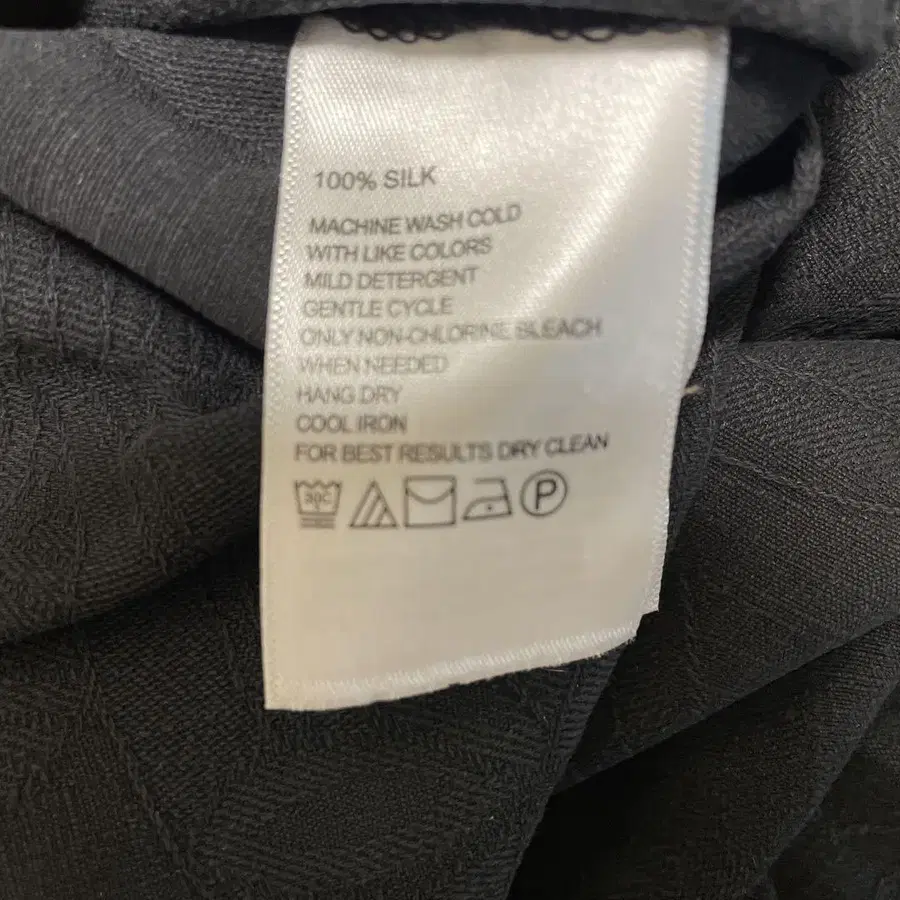 100% SILK
MACHINE WASH COLD
WITH LIKE COLORS
MILD DETERGENT
GENTLE CYCLE
ONLY NON-CHLORINE BLEACH
WHEN NEEDED
HANG DRY
COOL IRON
FOR BEST RESULTS DRY CLEAN
30C P